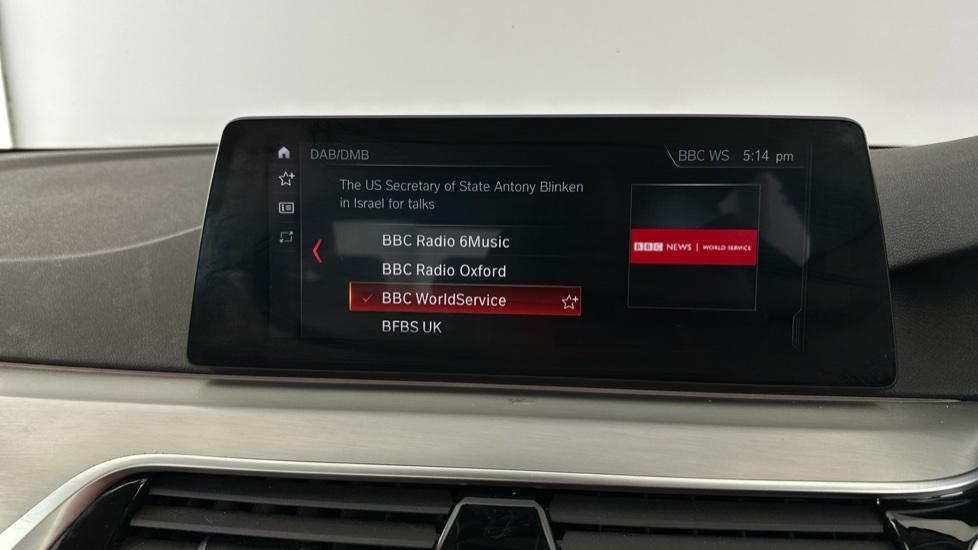 DAB/DMB
BBC WS 5:14 pm
The US Secretary of State Antony Blinken
in Israel for talks
BBC Radio 6Music
BBC Radio Oxford
BBC WorldService
BFBS UK
BBC NEWS | WORLD SERVICE